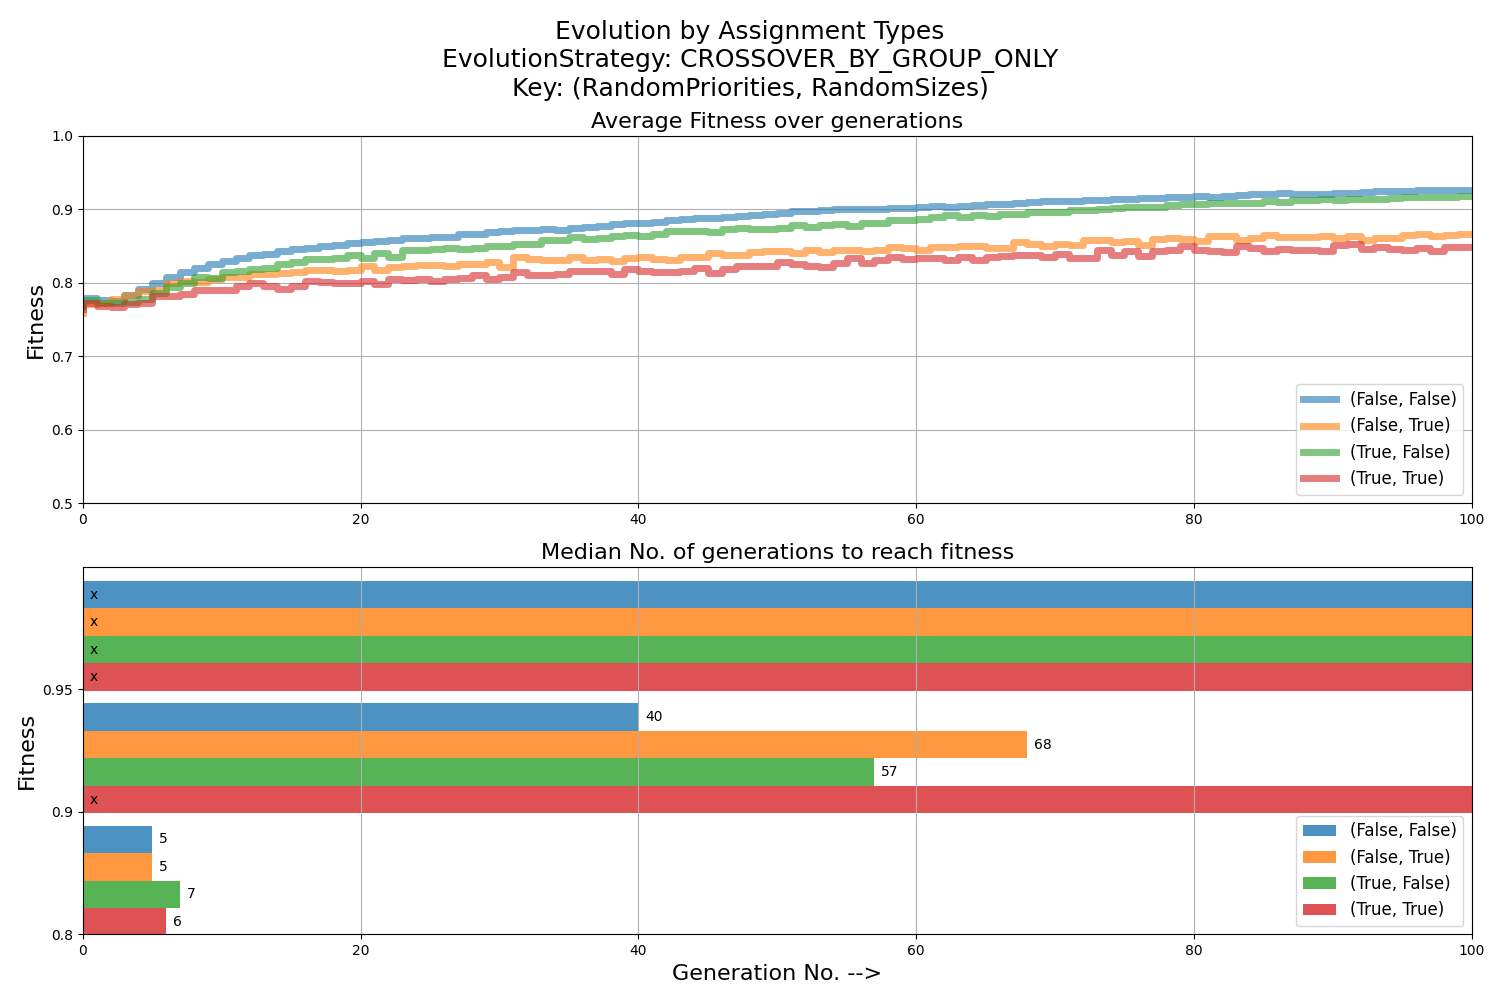 Evolution by Assignment Types
EvolutionStrategy: CROSSOVER_BY_GROUP_ONLY
Key: (RandomPriorities, RandomSizes)
Average Fitness over generations
1.0
0.9
0.8
0.7
0.6
0.5
Fitness
0 20 40 60 80 100
(False, False)
(False, True)
(True, False)
(True, True)
Median No. of generations to reach fitness
x
x
x
x
0.95
40
68
57
x
0.9
5
5
7
6
0.8
Fitness
(False, False)
(False, True)
(True, False)
(True, True)
0 20 40 60 80 100
Generation No. -->